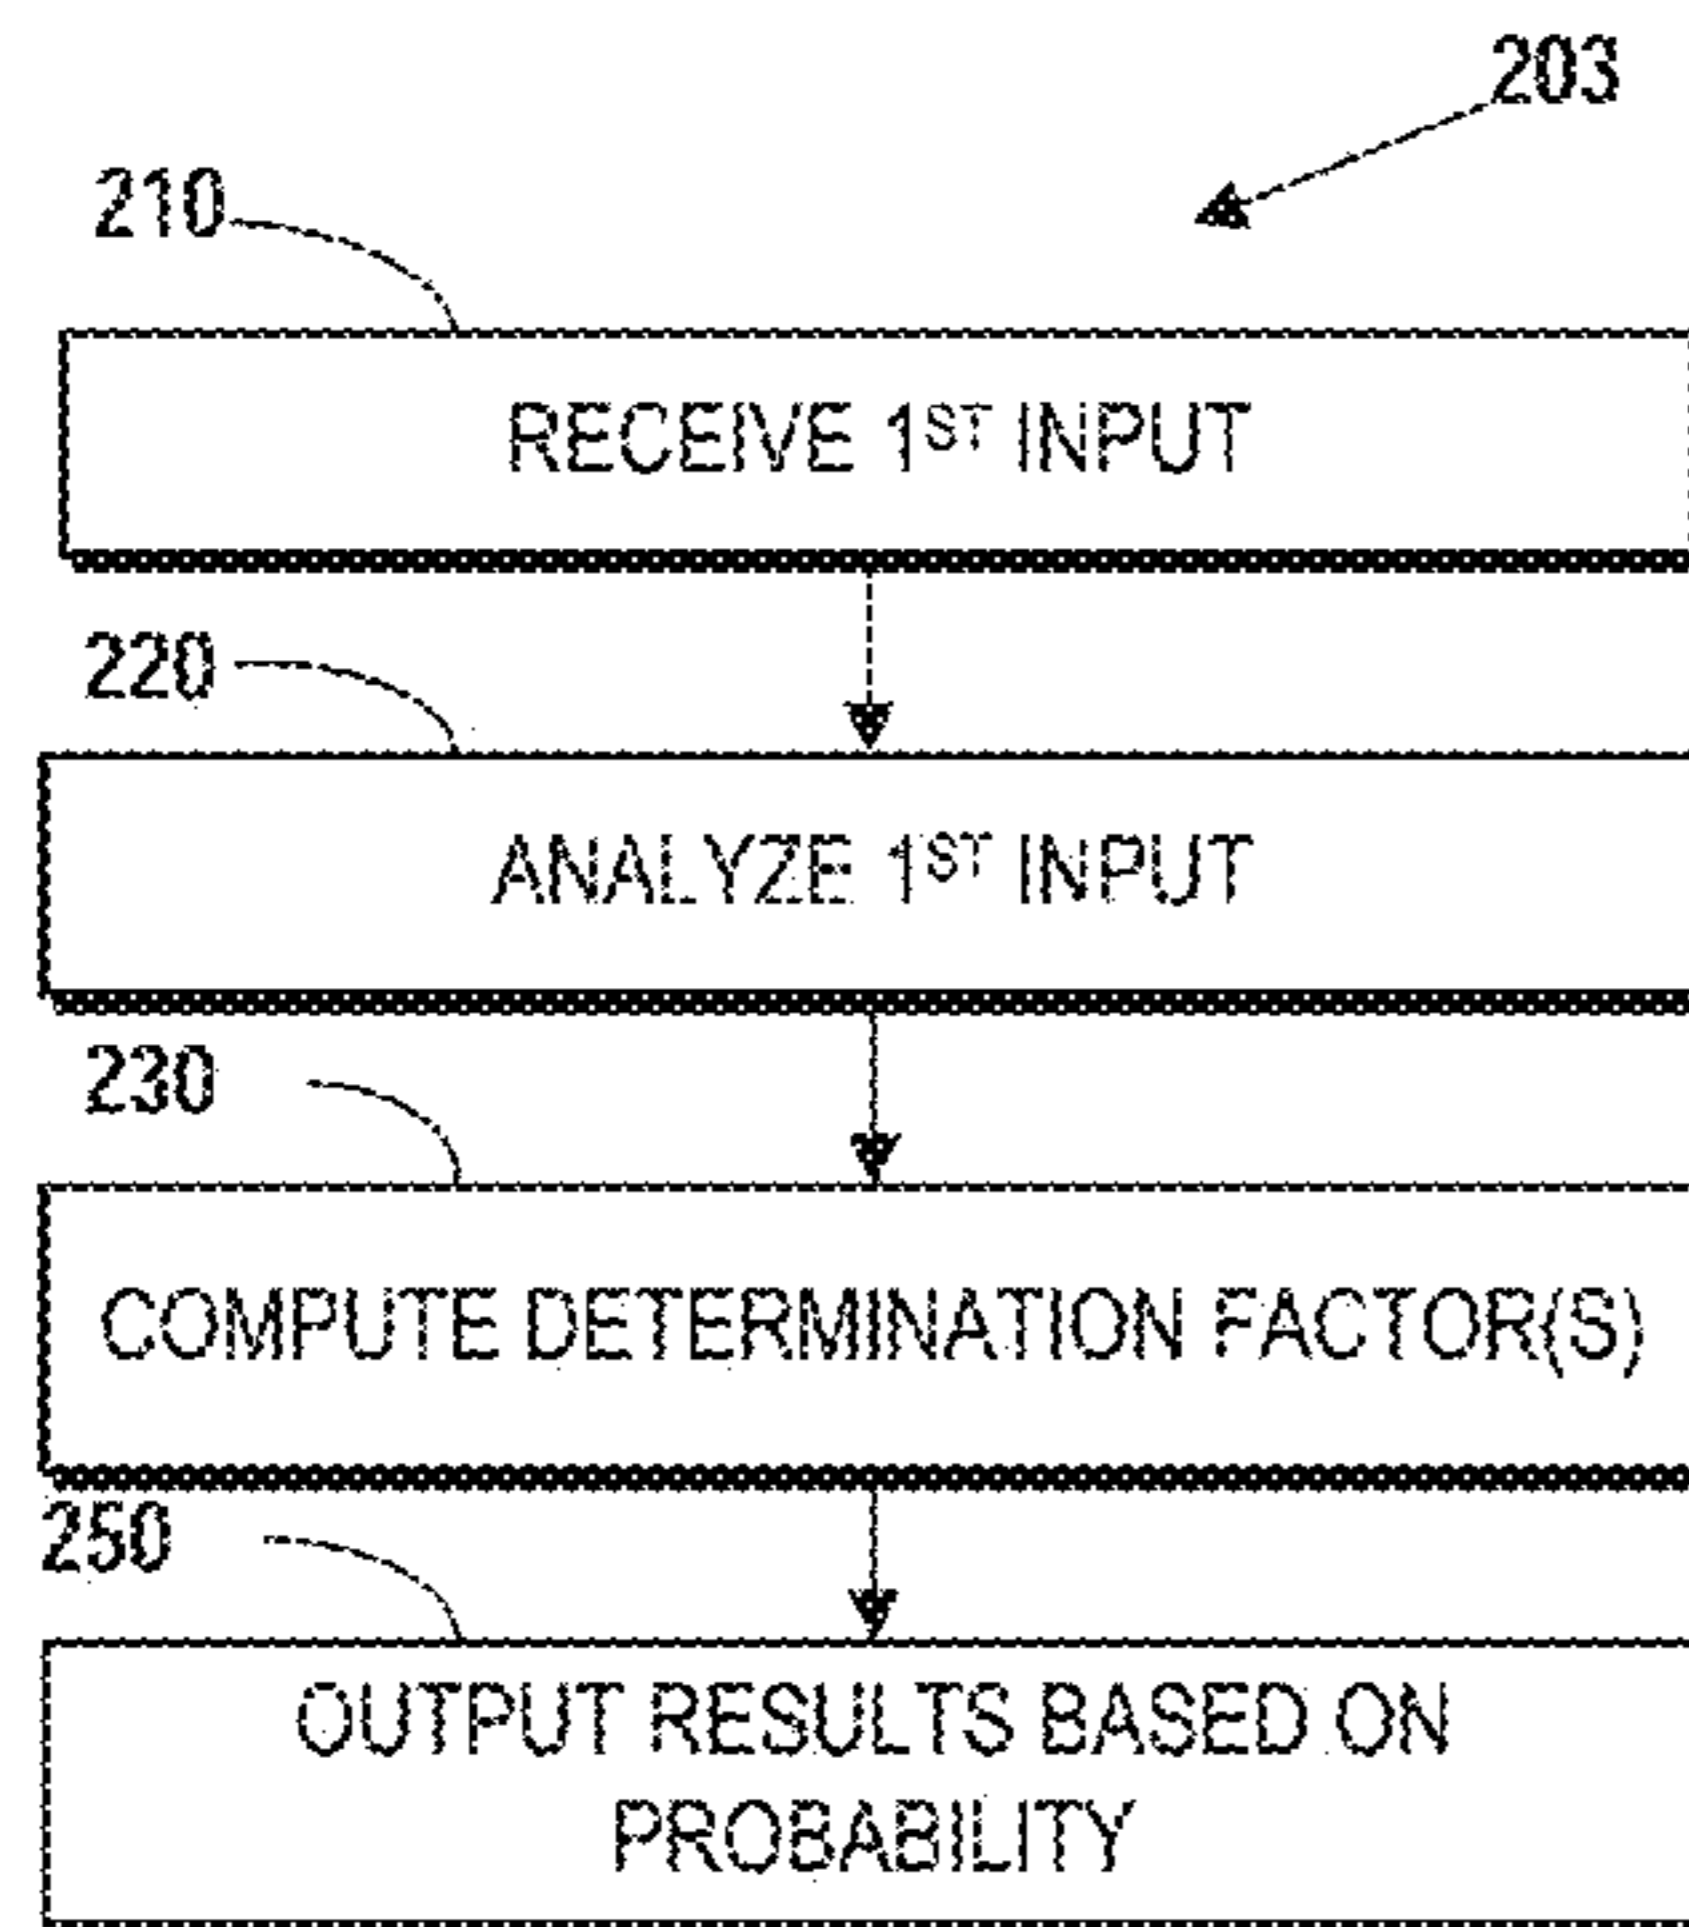 203
210
RECEIVE 1ST INPUT
220
ANALYZE 1ST INPUT
230
COMPUTE DETERMINATION FACTOR(S)
250
OUTPUT RESULTS BASED ON
PROBABILITY